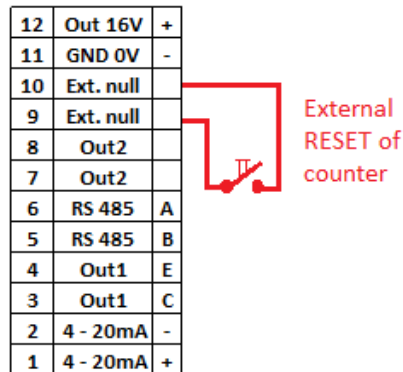 12 Out 16V +
11 GND 0V -
10 Ext. null
9 Ext. null
8 Out2
7 Out2
6 RS 485 A
5 RS 485 B
4 Out1 E
3 Out1 C
2 4 - 20mA -
1 4 - 20mA +
External
RESET of
counter